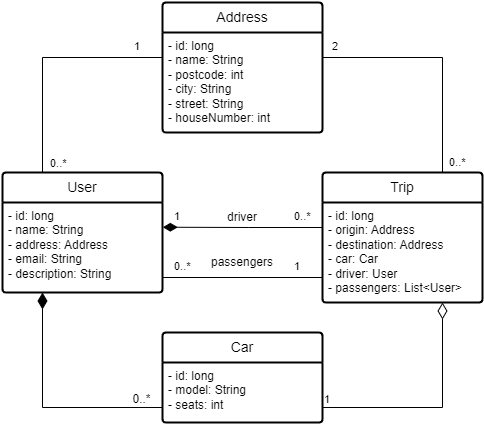 Address
- id: long
- name: String
- postcode: int
- city: String
- street: String
- houseNumber: int
1
2
0..*
0..*
User
- id: long
- name: String
- address: Address
- email: String
- description: String
1
driver
0..*
0..*
passengers
1
Trip
- id: long
- origin: Address
- destination: Address
- car: Car
- driver: User
- passengers: List<User>
Car
- id: long
- model: String
- seats: int
0..*
1